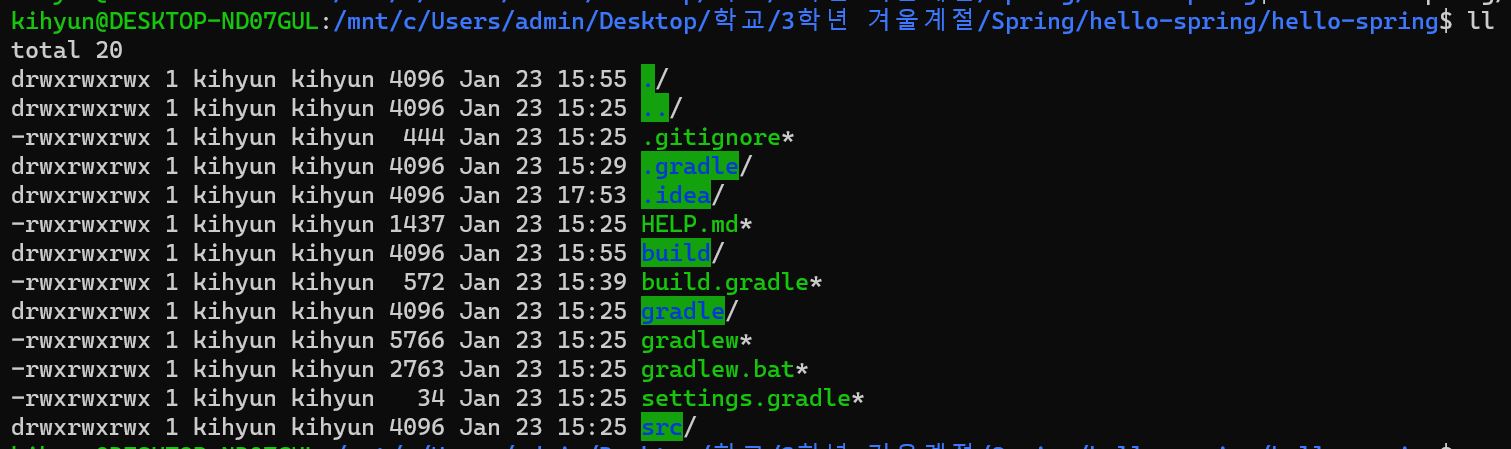 kihyun@DESKTOP-ND07GUL:/mnt/c/Users/admin/Desktop/학교/3학년 겨울계절/Spring/hello-spring/hello-spring$ ll
total 20
drwxrwxrwx 1 kihyun kihyun 4096 Jan 23 15:55 ./
drwxrwxrwx 1 kihyun kihyun 4096 Jan 23 15:25 ../
-rwxrwxrwx 1 kihyun kihyun  444 Jan 23 15:25 .gitignore*
drwxrwxrwx 1 kihyun kihyun 4096 Jan 23 15:29 .gradle/
drwxrwxrwx 1 kihyun kihyun 4096 Jan 23 17:53 .idea/
-rwxrwxrwx 1 kihyun kihyun 1437 Jan 23 15:25 HELP.md*
drwxrwxrwx 1 kihyun kihyun 4096 Jan 23 15:55 build/
-rwxrwxrwx 1 kihyun kihyun  572 Jan 23 15:39 build.gradle*
drwxrwxrwx 1 kihyun kihyun 4096 Jan 23 15:25 gradle/
-rwxrwxrwx 1 kihyun kihyun 5766 Jan 23 15:25 gradlew*
-rwxrwxrwx 1 kihyun kihyun 2763 Jan 23 15:25 gradlew.bat*
-rwxrwxrwx 1 kihyun kihyun   34 Jan 23 15:25 settings.gradle*
drwxrwxrwx 1 kihyun kihyun 4096 Jan 23 15:25 src/